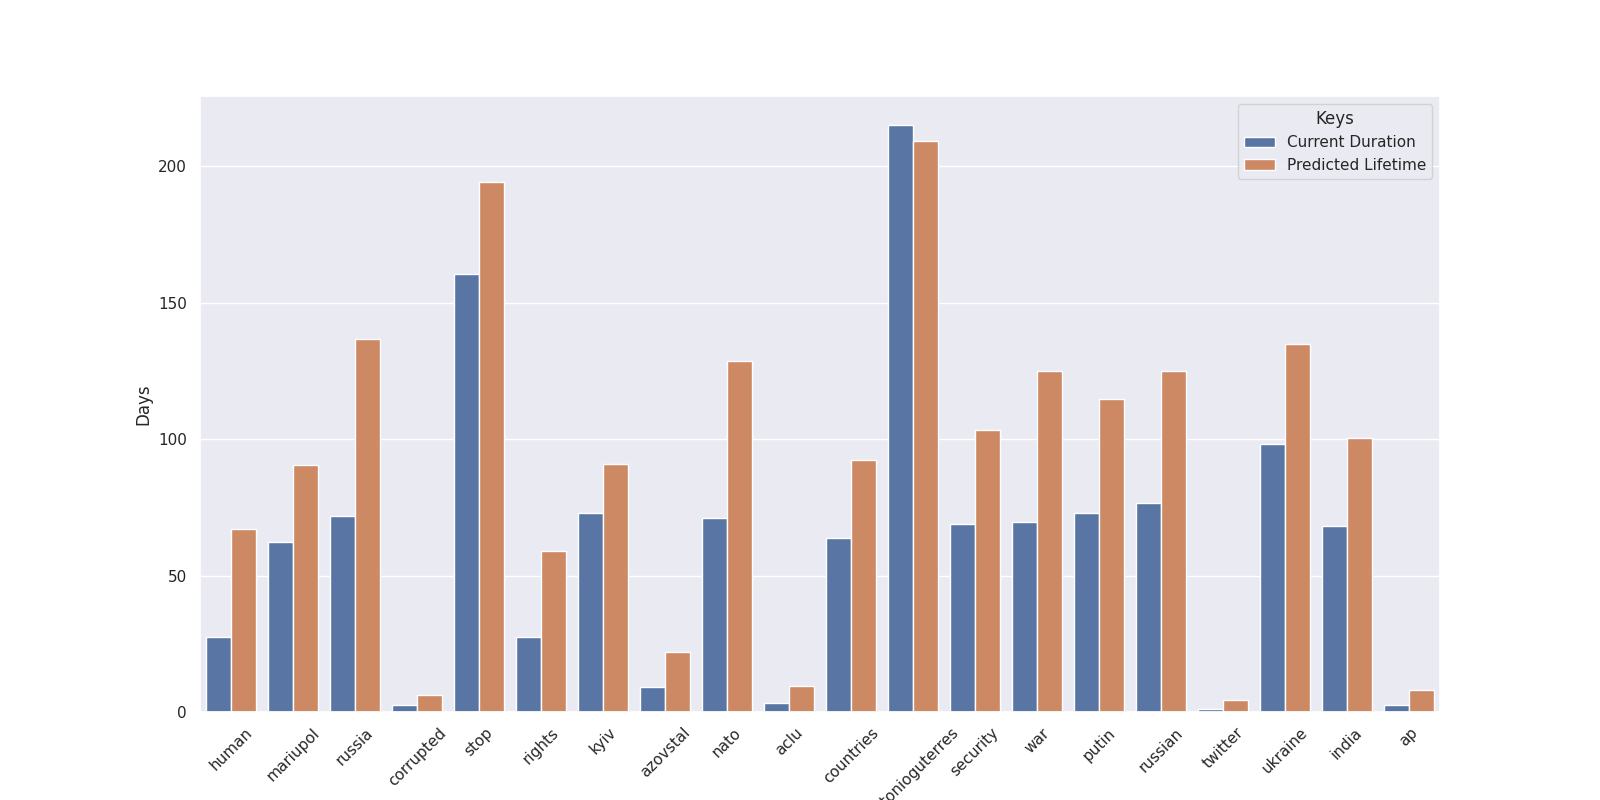 Keys
Current Duration
Predicted Lifetime
Days
200
150
100
50
0
human
mariupol
russia
corrupted
stop
rights
kyiv
azovstal
nato
aclu
countries
tonioguterres
security
war
putin
russian
twitter
ukraine
india
ap